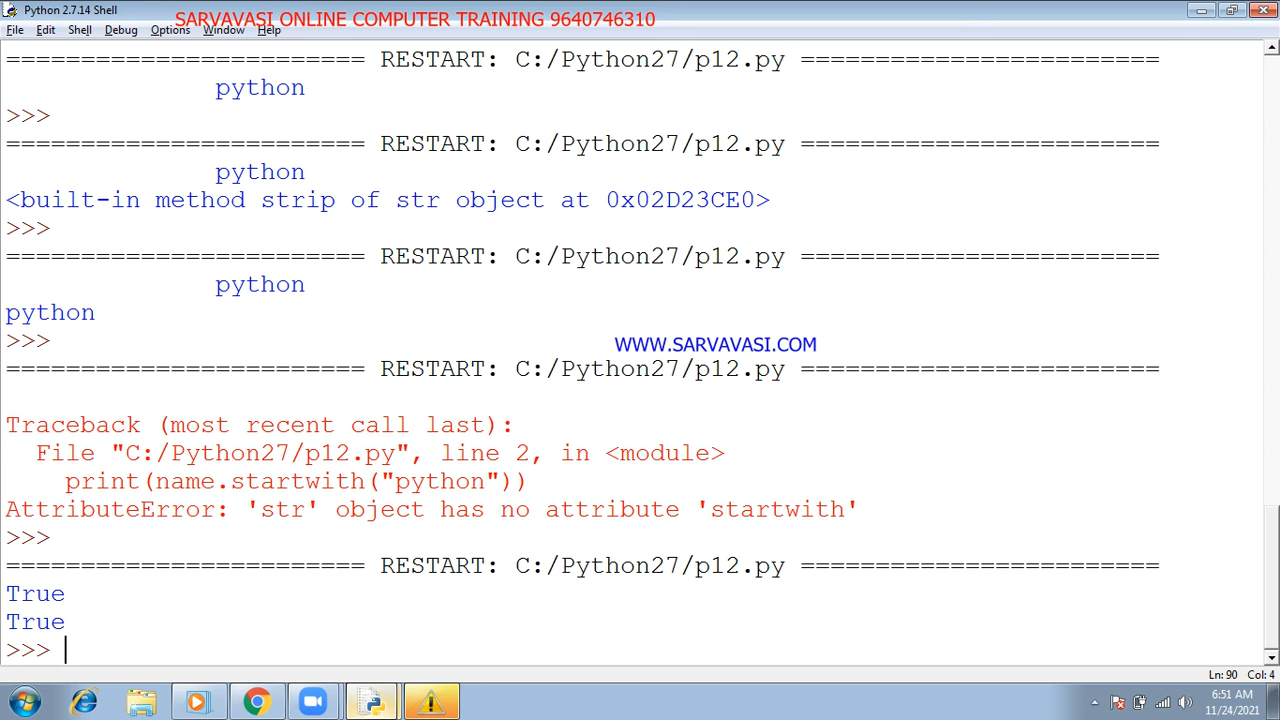 Python 2.7.14 Shell
SARVAVASI ONLINE COMPUTER TRAINING 9640746310
File Edit Shell Debug Options Window Help
======================== RESTART: C:/Python27/p12.py ========================
              python
>>>
======================== RESTART: C:/Python27/p12.py ========================
              python
<built-in method strip of str object at 0x02D23CE0>
>>>
======================== RESTART: C:/Python27/p12.py ========================
              python
python
>>>
WWW.SARVAVASI.COM
======================== RESTART: C:/Python27/p12.py ========================
Traceback (most recent call last):
  File "C:/Python27/p12.py", line 2, in <module>
    print(name.startwith("python"))
AttributeError: 'str' object has no attribute 'startwith'
>>>
======================== RESTART: C:/Python27/p12.py ========================
True
True
>>>
Ln: 90 Col: 4
6:51 AM
11/24/2021